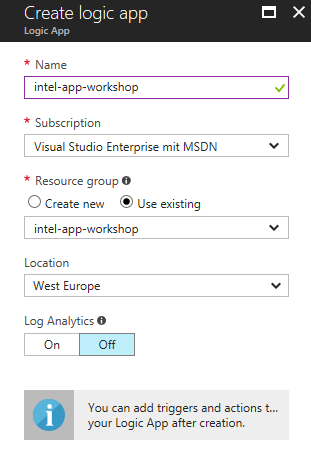 Create logic app
Logic App
* Name
intel-app-workshop
* Subscription
Visual Studio Enterprise mit MSDN
* Resource group
Create new Use existing
intel-app-workshop
Location
West Europe
Log Analytics
On Off
You can add triggers and actions t...
your Logic App after creation.